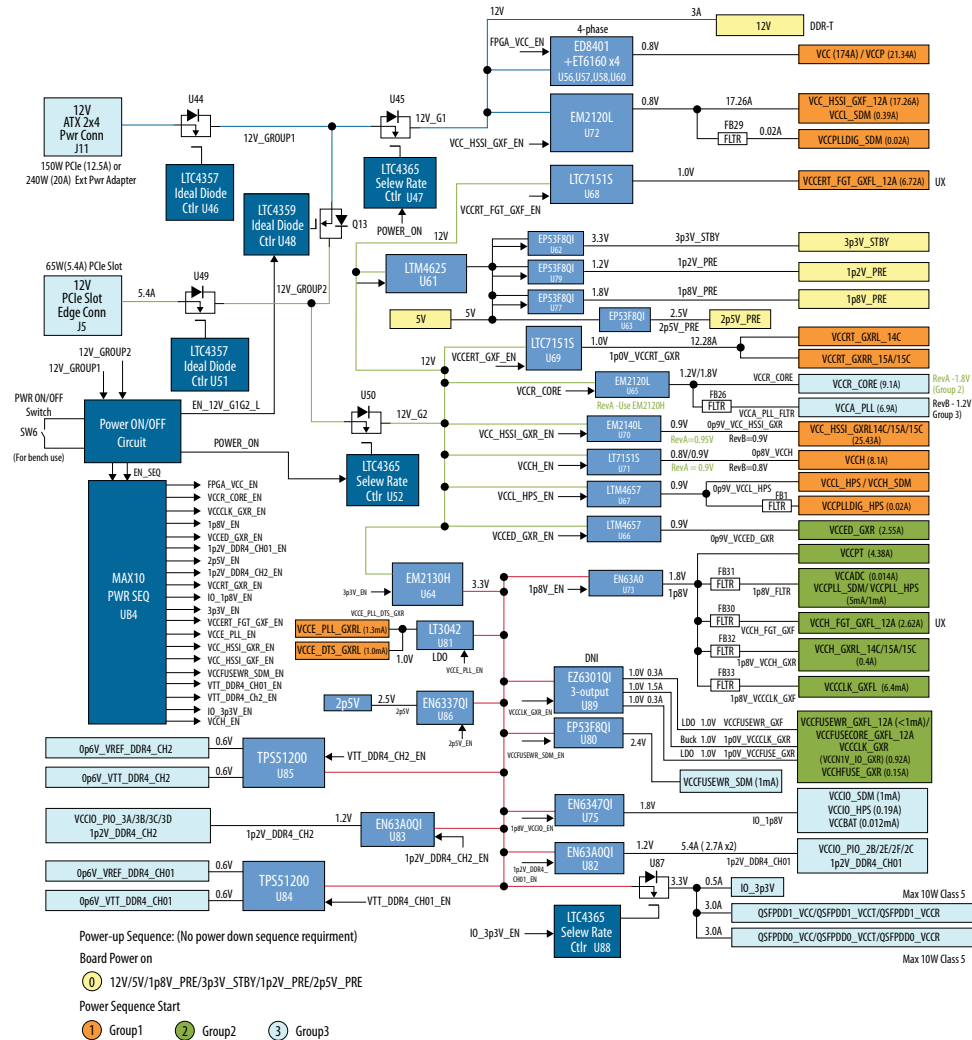 12V
3A
12V
DDR-T
4-phase
FPGA_VCC_EN
ED8401
+ET6160 x4
U56,U57,U58,U60
0.8V
VCC (174A) / VCCP (21.34A)
12V
ATX 2x4
Pwr Conn
J11
150W PCIe (12.5A) or
240W (20A) Ext Pwr Adapter
U44
12V_GROUP1
LTC4357
Ideal Diode
Ctlr U46
U45
12V_G1
LTC4365
Selew Rate
Ctlr U47
POWER_ON
EM2120L
U72
VCC_HSSI_GXF_EN
0.8V
17.26A
VCC_HSSI_GXF_12A (17.26A)
VCCL_SDM (0.39A)
FB29
FLTR
0.02A
VCCPLLDIG_SDM (0.02A)
LTC7151S
U68
VCCRT_FGT_GXF_EN
1.0V
VCCERT_FGT_GXFL_12A (6.72A)
UX
LTC4359
Ideal Diode
Ctlr U48
Q13
12V
LTM4625
U61
EP53F8QI
U62
3.3V
3p3V_STBY
3p3V_STBY
EP53F8QI
U79
1.2V
1p2V_PRE
1p2V_PRE
EP53F8QI
U77
1.8V
1p8V_PRE
1p8V_PRE
5V
5V
EP53F8QI
U63
2.5V
2p5V_PRE
2p5V_PRE
65W(5.4A) PCIe Slot
12V
PCIe Slot
Edge Conn
J5
5.4A
U49
12V_GROUP2
LTC4357
Ideal Diode
Ctlr U51
LTC7151S
U69
VCCERT_GXF_EN
1.0V
12.28A
1p0V_VCCRT_GXR
VCCRT_GXRL_14C
VCCRT_GXRR_15A/15C
12V
VCCR_CORE_EN
EM2120L
U65
RevA -Use EM2120H
1.2V/1.8V
VCCR_CORE
VCCR_CORE (9.1A)
RevA -1.8V
(Group 2)
FB26
FLTR
VCCA_PLL_FLTR
VCCA_PLL (6.9A)
RevB - 1.2V
Group 3)
12V_GROUP2
12V_GROUP1
PWR ON/OFF
Switch
SW6
(For bench use)
Power ON/OFF
Circuit
EN_12V_G1G2_L
POWER_ON
EN_SEQ
U50
12V_G2
LTC4365
Selew Rate
Ctlr U52
VCC_HSSI_GXR_EN
EM2140L
U70
0.9V
0p9V_VCC_HSSI_GXR
RevA=0.95V
RevB=0.9V
VCC_HSSI_GXRL14C/15A/15C
(25.43A)
VCCH_EN
LT7151S
U71
0.8V/0.9V
0p8V_VCCH
RevA = 0.9V
RevB=0.8V
VCCH (8.1A)
VCCL_HPS_EN
LTM4657
U67
0.9V
0p9V_VCCL_HPS
VCCL_HPS / VCCH_SDM
FB1
FLTR
VCCPLLDIG_HPS (0.02A)
VCCED_GXR_EN
LTM4657
U66
0.9V
0p9V_VCCED_GXR
VCCED_GXR (2.55A)
MAX10
PWR SEQ
UB4
FPGA_VCC_EN
VCCR_CORE_EN
VCCCLK_GXR_EN
1p8V_EN
VCCED_GXR_EN
1p2V_DDR4_CH01_EN
2p5V_EN
1p2V_DDR4_CH2_EN
VCCRT_GXR_EN
IO_1p8V_EN
3p3V_EN
VCCERT_FGT_GXF_EN
VCCE_PLL_EN
VCC_HSSI_GXR_EN
VCC_HSSI_GXF_EN
VCCFUSEWR_SDM_EN
VTT_DDR4_CH01_EN
VTT_DDR4_CH2_EN
IO_3p3V_EN
VCCH_EN
3p3V_EN
EM2130H
U64
3.3V
1p8V_EN
EN63A0
U73
1.8V
1p8V
VCCPT (4.38A)
FB31
FLTR
1p8V_FLTR
VCCADC (0.014A)
VCCPLL_SDM/VCCPLL_HPS
(5mA/1mA)
FB30
FLTR
VCCH_FGT_GXF
VCCH_FGT_GXFL_12A (2.62A)
UX
FB32
FLTR
1p8V_VCCH_GXR
VCCH_GXRL_14C/15A/15C
(0.4A)
FB33
FLTR
1p8V_VCCCLK_GXF
VCCCLK_GXFL (6.4mA)
VCCE_PLL_DTS_GXR
VCCE_PLL_GXRL (1.3mA)
VCCE_DTS_GXRL (1.0mA)
1.0V
LT3042
U81
LDO
VCCE_PLL_EN
DNI
EZ6301QI
3-output
U89
VCCCLK_GXR_EN
1.0V 0.3A
1.0V 1.5A
1.0V 0.3A
LDO 1.0V VCCFUSEWR_GXF
Buck 1.0V 1p0V_VCCCLK_GXR
LDO 1.0V 1p0V_VCCFUSE_GXR
VCCFUSEWR_GXFL_12A (<1mA)/
VCCFUSECORE_GXFL_12A
VCCCLK_GXR
(VCCN1V_IO_GXR) (0.92A)
VCCHFUSE_GXR (0.15A)
2p5V
2.5V
2p5V
EN6337QI
U86
2p5V_EN
EP53F8QI
U80
VCCFUSEWR_SDM_EN
2.4V
VCCFUSEWR_SDM (1mA)
0p6V_VREF_DDR4_CH2
0.6V
0p6V_VTT_DDR4_CH2
0.6V
TPS51200
U85
VTT_DDR4_CH2_EN
VCCIO_PIO_3A/3B/3C/3D
1p2V_DDR4_CH2
1.2V
1p2V_DDR4_CH2
EN63A0QI
U83
1p2V_DDR4_CH2_EN
EN6347QI
U75
1p8V_VCCIO_EN
1.8V
IO_1p8V
VCCIO_SDM (1mA)
VCCIO_HPS (0.19A)
VCCBAT (0.012mA)
EN63A0QI
U82
1p2V_DDR4_
CH01_EN
1.2V
5.4A (2.7A x2)
1p2V_DDR4_CH01
VCCIO_PIO_2B/2E/2F/2C
1p2V_DDR4_CH01
0p6V_VREF_DDR4_CH01
0.6V
0p6V_VTT_DDR4_CH01
0.6V
TPS51200
U84
VTT_DDR4_CH01_EN
U87
3.3V
0.5A
IO_3p3V
Max 10W Class 5
3.0A
QSFPDD1_VCC/QSFPDD1_VCCT/QSFPDD1_VCCR
3.0A
QSFPDD0_VCC/QSFPDD0_VCCT/QSFPDD0_VCCR
Max 10W Class 5
IO_3p3V_EN
LTC4365
Selew Rate
Ctlr U88
Power-up Sequence: (No power down sequence requirment)
Board Power on
0 12V/5V/1p8V_PRE/3p3V_STBY/1p2V_PRE/2p5V_PRE
Power Sequence Start
1 Group1 2 Group2 3 Group3